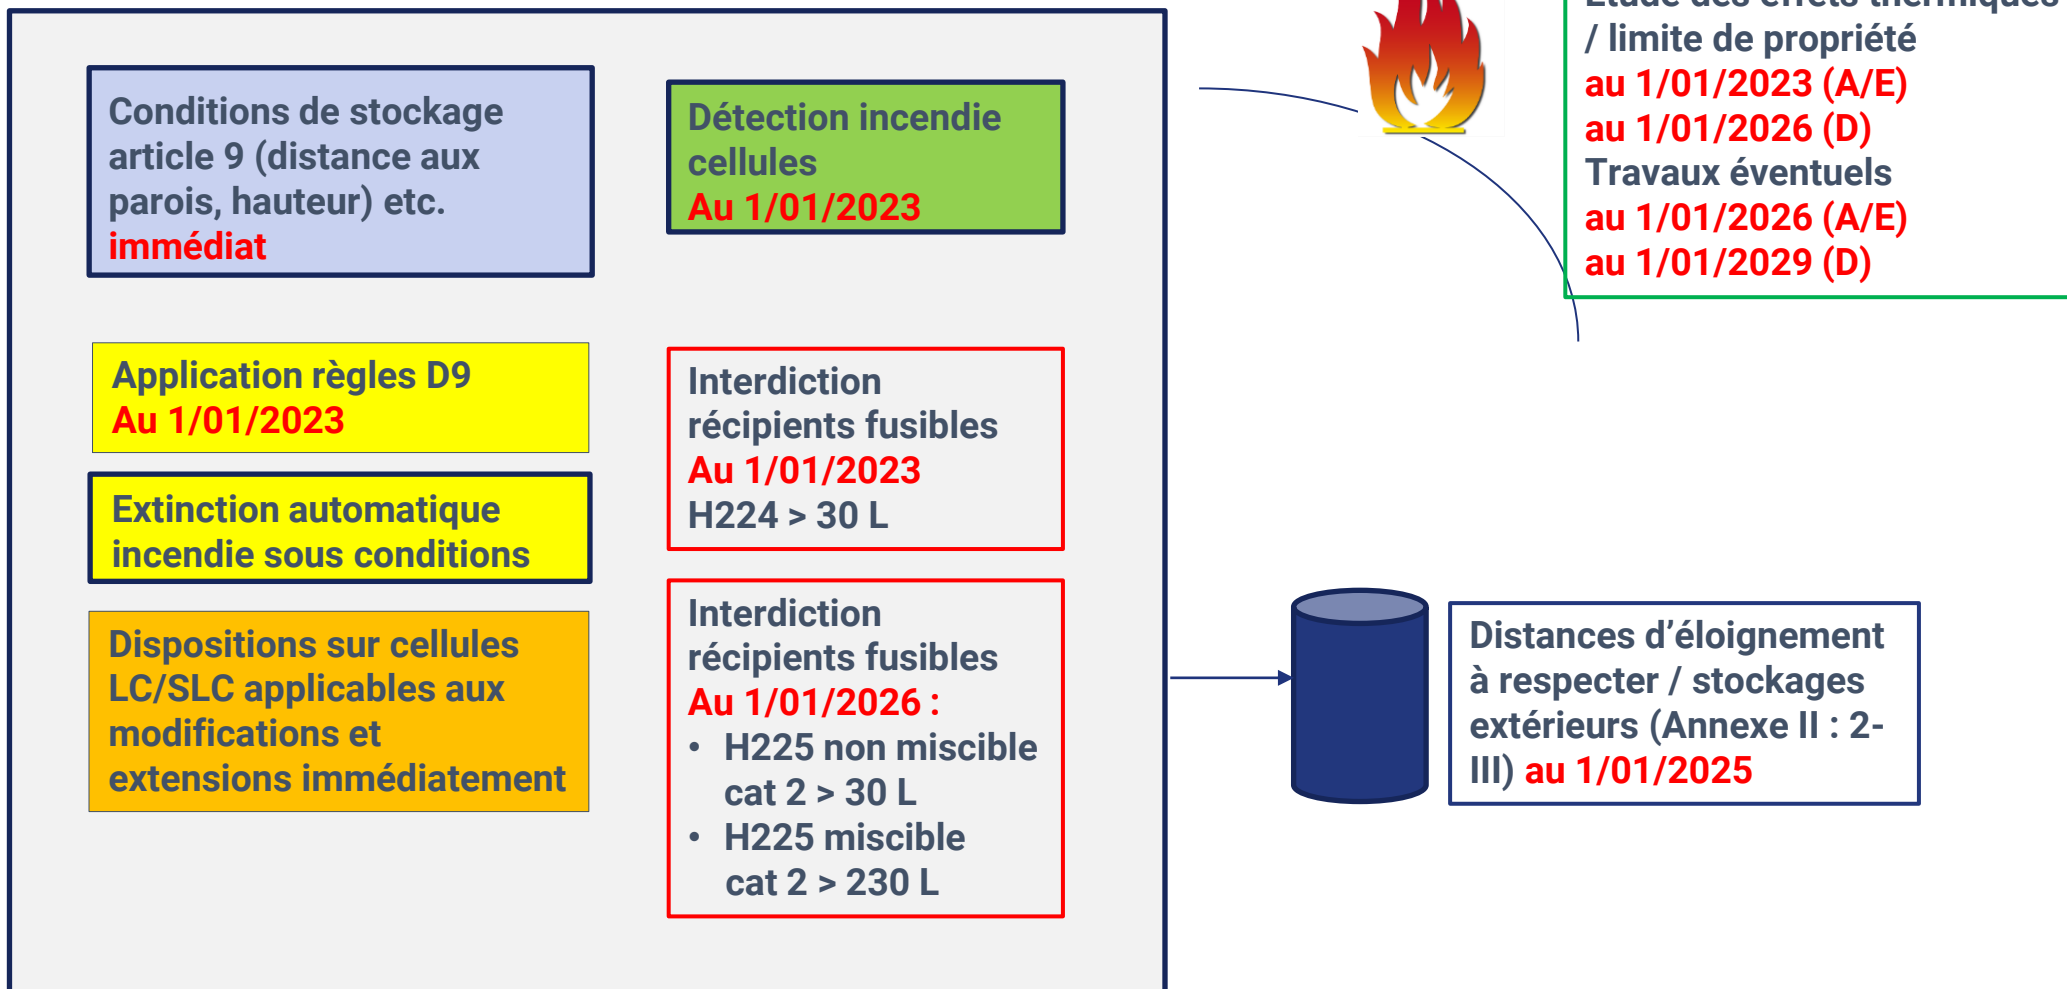 Conditions de stockage
article 9 (distance aux
parois, hauteur) etc.
immédiat
Détection incendie
cellules
Au 1/01/2023
Application règles D9
Au 1/01/2023
Extinction automatique
incendie sous conditions
Dispositions sur cellules
LC/SLC applicables aux
modifications et
extensions immédiatement
Interdiction
récipients fusibles
Au 1/01/2023
H224 > 30 L
Interdiction
récipients fusibles
Au 1/01/2026 :
• H225 non miscible
cat 2 > 30 L
• H225 miscible
cat 2 > 230 L
Etude des effets thermiques
/ limite de propriété
au 1/01/2023 (A/E)
au 1/01/2026 (D)
Travaux éventuels
au 1/01/2026 (A/E)
au 1/01/2029 (D)
Distances d’éloignement
à respecter / stockages
extérieurs (Annexe II : 2-
III) au 1/01/2025